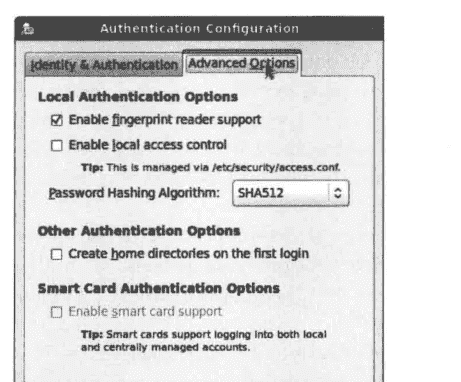 Authentication Configuration
Identity & Authentication Advanced Options
Local Authentication Options
Enable fingerprint reader support
Enable local access control
Tip: This is managed via /etc/security/access.conf.
Password Hashing Algorithm: SHA512
Other Authentication Options
Create home directories on the first login
Smart Card Authentication Options
Enable smart card support
Tip: Smart cards support logging into both local
and centrally managed accounts.